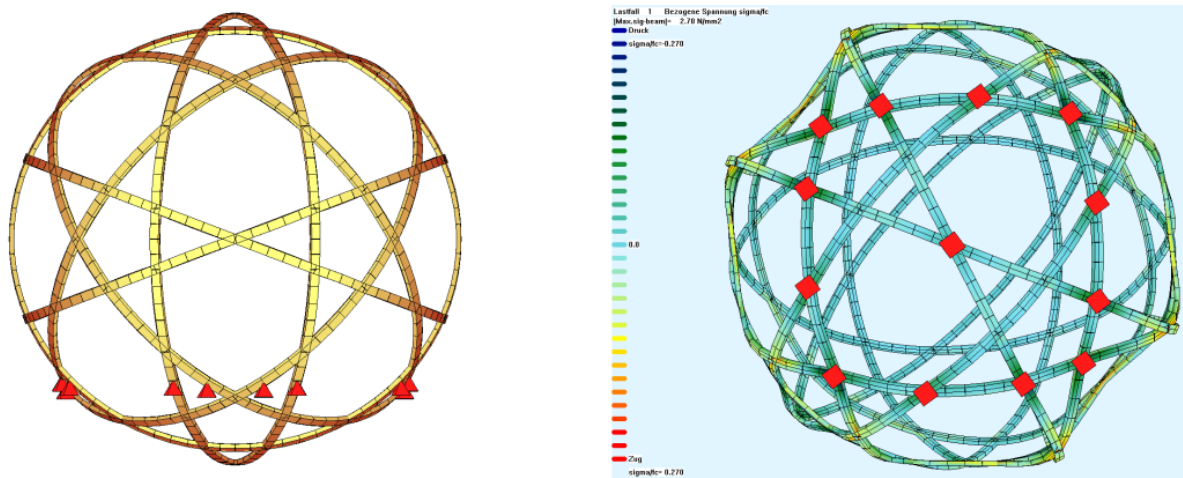 Lastfall 1 Bezogene Spannung sigma/fc
(Max.sig-beam)= 2.70 N/mm2
Druck
sigma/fc=-0.270
0.0
Zug
sigma/fc= 0.270